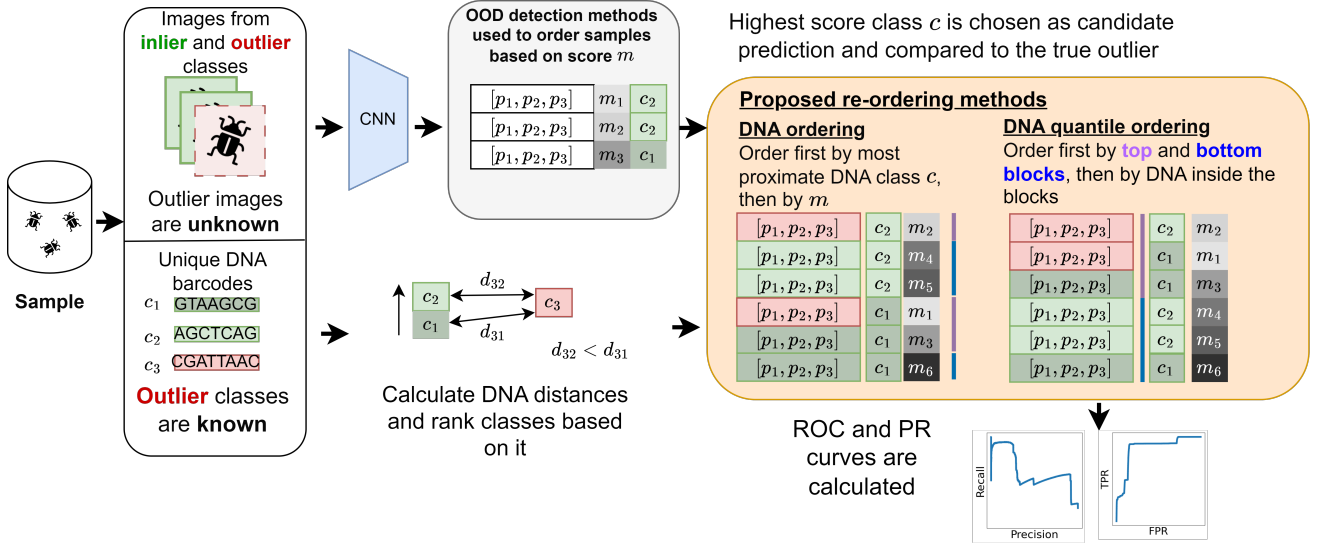 Images from
inlier and outlier
classes
Outlier images
are unknown
Unique DNA
barcodes
c1 GTAAGCG
c2 AGCTCAG
c3 CGATTAAC
Outlier classes
are known
Sample
CNN
OOD detection methods
used to order samples
based on score m
[p1, p2, p3] m1 c2
[p1, p2, p3] m2 c2
[p1, p2, p3] m3 c1
c2 d32 c3
c1 d31
d32 < d31
Calculate DNA distances
and rank classes based
on it
Highest score class c is chosen as candidate
prediction and compared to the true outlier
Proposed re-ordering methods
DNA ordering
Order first by most
proximate DNA class c,
then by m
[p1, p2, p3] c2 m2
[p1, p2, p3] c2 m4
[p1, p2, p3] c2 m5
[p1, p2, p3] c1 m1
[p1, p2, p3] c1 m3
[p1, p2, p3] c1 m6
DNA quantile ordering
Order first by top and bottom
blocks, then by DNA inside the
blocks
[p1, p2, p3] c2 m2
[p1, p2, p3] c1 m1
[p1, p2, p3] c1 m3
[p1, p2, p3] c2 m4
[p1, p2, p3] c2 m5
[p1, p2, p3] c1 m6
ROC and PR
curves are
calculated
Recall
Precision
TPR
FPR